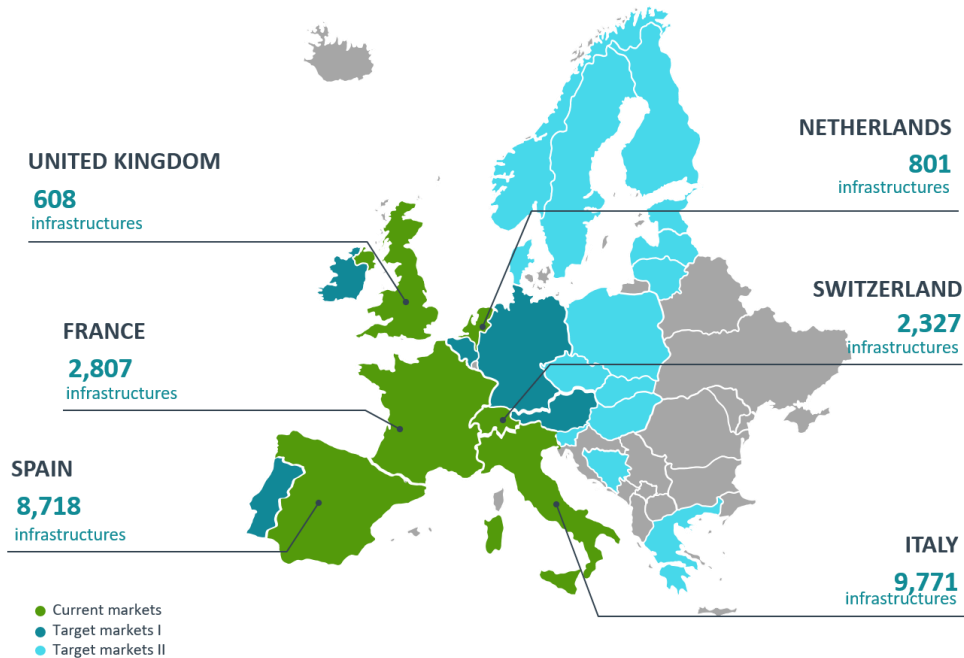 UNITED KINGDOM
608
infrastructures
FRANCE
2,807
infrastructures
SPAIN
8,718
infrastructures
NETHERLANDS
801
infrastructures
SWITZERLAND
2,327
infrastructures
ITALY
9,771
infrastructures
Current markets
Target markets I
Target markets II